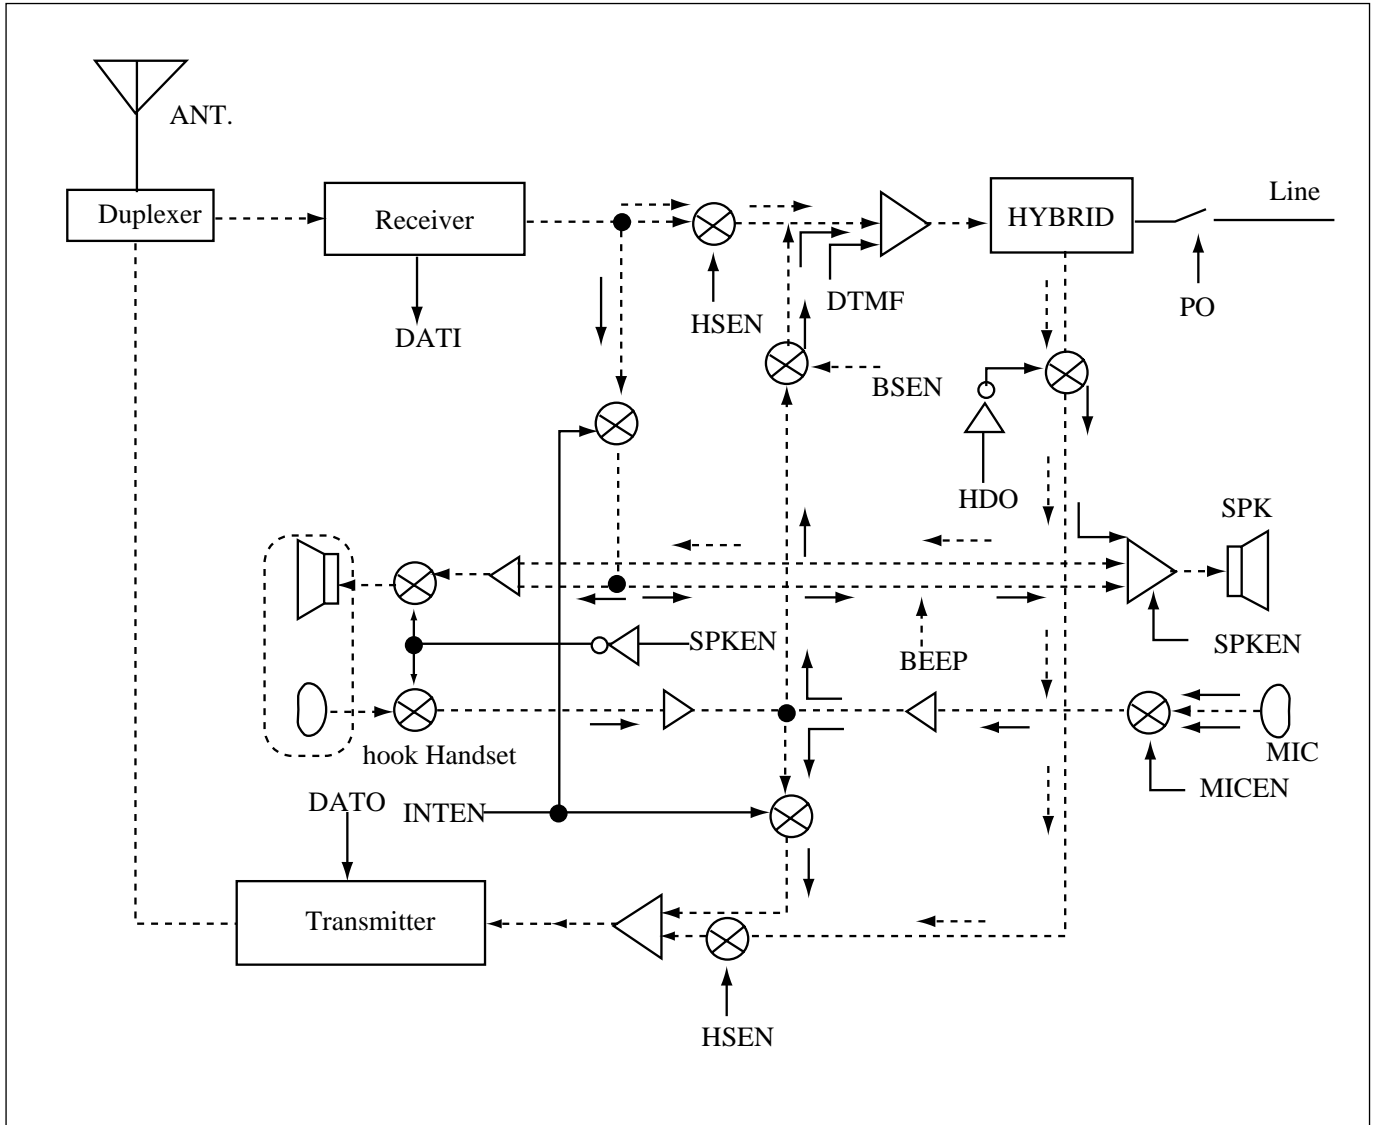 ANT.
Line
Duplexer
Receiver
HYBRID
DTMF
PO
HSEN
DATI
BSEN
HDO
SPK
SPKEN
SPKEN
BEEP
hook Handset
MIC
MICEN
DATO
INTEN
Transmitter
HSEN